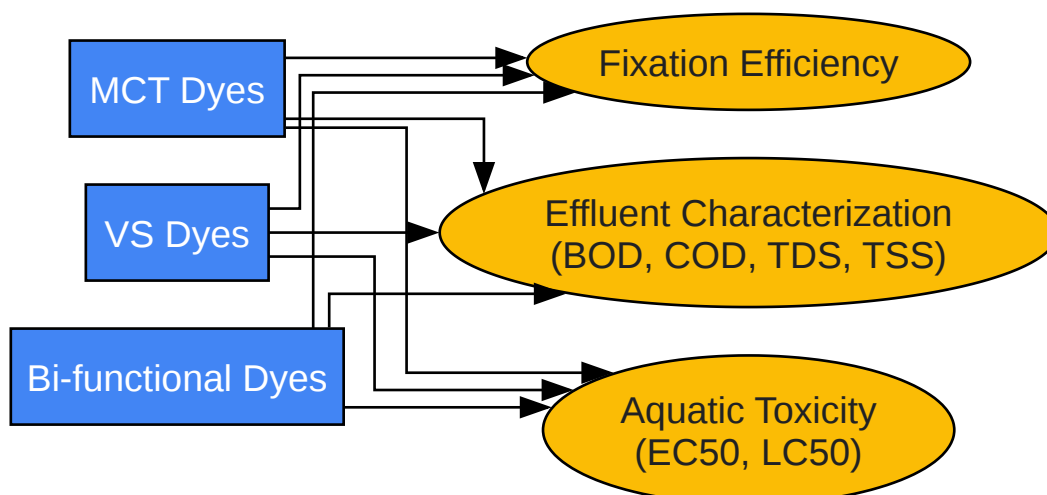 MCT Dyes
VS Dyes
Bi-functional Dyes
Fixation Efficiency
Effluent Characterization
(BOD, COD, TDS, TSS)
Aquatic Toxicity
(EC50, LC50)